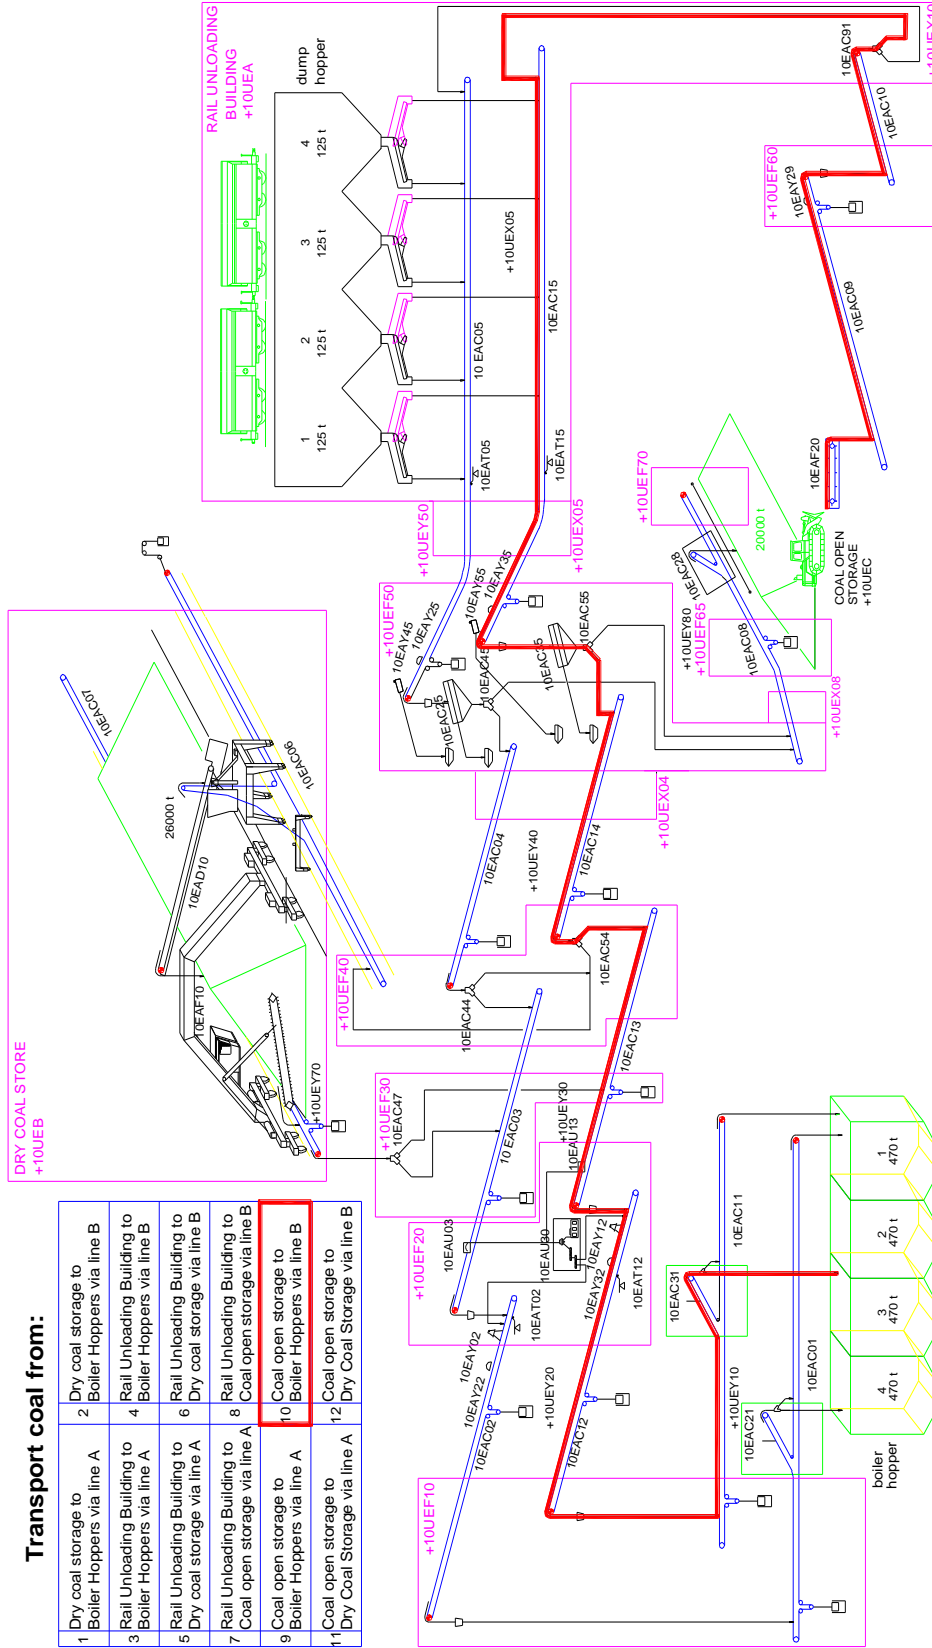 Transport coal from:
1 Dry coal storage to
Boiler Hoppers via line A
2 Dry coal storage to
Boiler Hoppers via line B
3 Rail Unloading Building to
Boiler Hoppers via line A
4 Rail Unloading Building to
Boiler Hoppers via line B
5 Rail Unloading Building to
Dry coal storage via line A
6 Rail Unloading Building to
Dry coal storage via line B
7 Rail Unloading Building to
Coal open storage via line A
8 Rail Unloading Building to
Coal open storage via line B
9 Coal open storage to
Boiler Hoppers via line A
10 Coal open storage to
Boiler Hoppers via line B
11 Coal open storage to
Dry Coal Storage via line A
12 Coal open storage to
Dry Coal Storage via line B
DRY COAL STORE
+10UEB
10EAC07
26000 t
10EAD10
10EAF10
10EAC06
+10UEY70
RAIL UNLOADING
BUILDING
+10UEA
dump
hopper
1
125 t
2
125 t
3
125 t
4
125 t
+10UEX05
10 EAC05
10EAC15
10EAT05
10EAT15
+10UEY50
+10UEX05
+10UEF50
10EAY45
10EAY25
10EAY55
10EAY35
10EAC45
10EAC25
10EAC35
10EAC55
+10UEX04
10EAC04
+10UEY40
10EAC14
+10UEF40
10EAC44
10EAC54
10EAC13
+10UEF30
10EAC47
10 EAC03
+10UEY30
10EAU13
+10UEF20
10EAU03
10EAU30
10EAY12
10EAY32
10EAT12
10EAT02
10EAY02
10EAY22
10EAC02
+10UEY20
10EAC12
+10UEF10
10EAC31
10EAC11
+10UEY10
10EAC21
10EAC01
boiler
hopper
4
470 t
3
470 t
2
470 t
1
470 t
+10UEF70
10EAC28
20000 t
+10UEY80
+10UEF65
10EAC08
+10UEX08
COAL OPEN
STORAGE
+10UEC
10EAF20
10EAC09
10EAY29
+10UEF60
10EAC10
10EAC91
+10UEX10